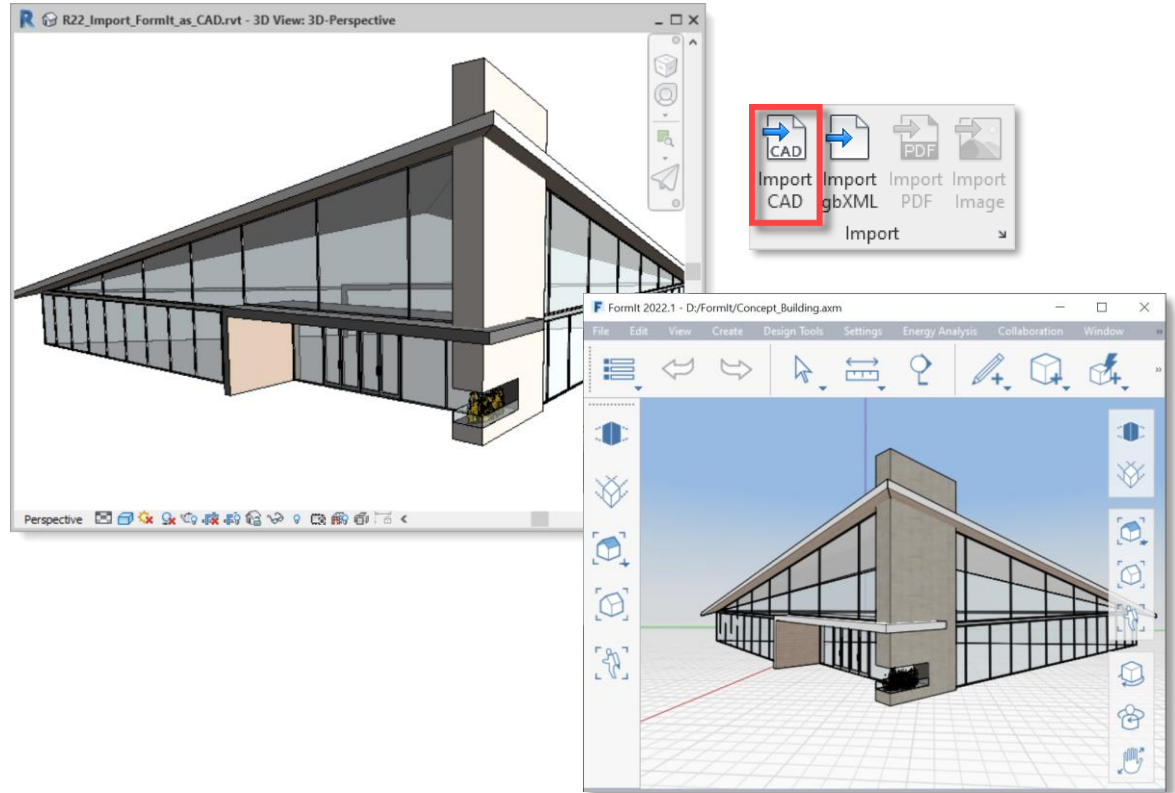 R R22_Import_FormIt_as_CAD.rvt - 3D View: 3D-Perspective
Perspective
CAD
PDF
Import Import Import Import
CAD gbXML PDF Image
Import
F FormIt 2022.1 - D:/FormIt/Concept_Building.axm
File Edit View Create Design Tools Settings Energy Analysis Collaboration Window